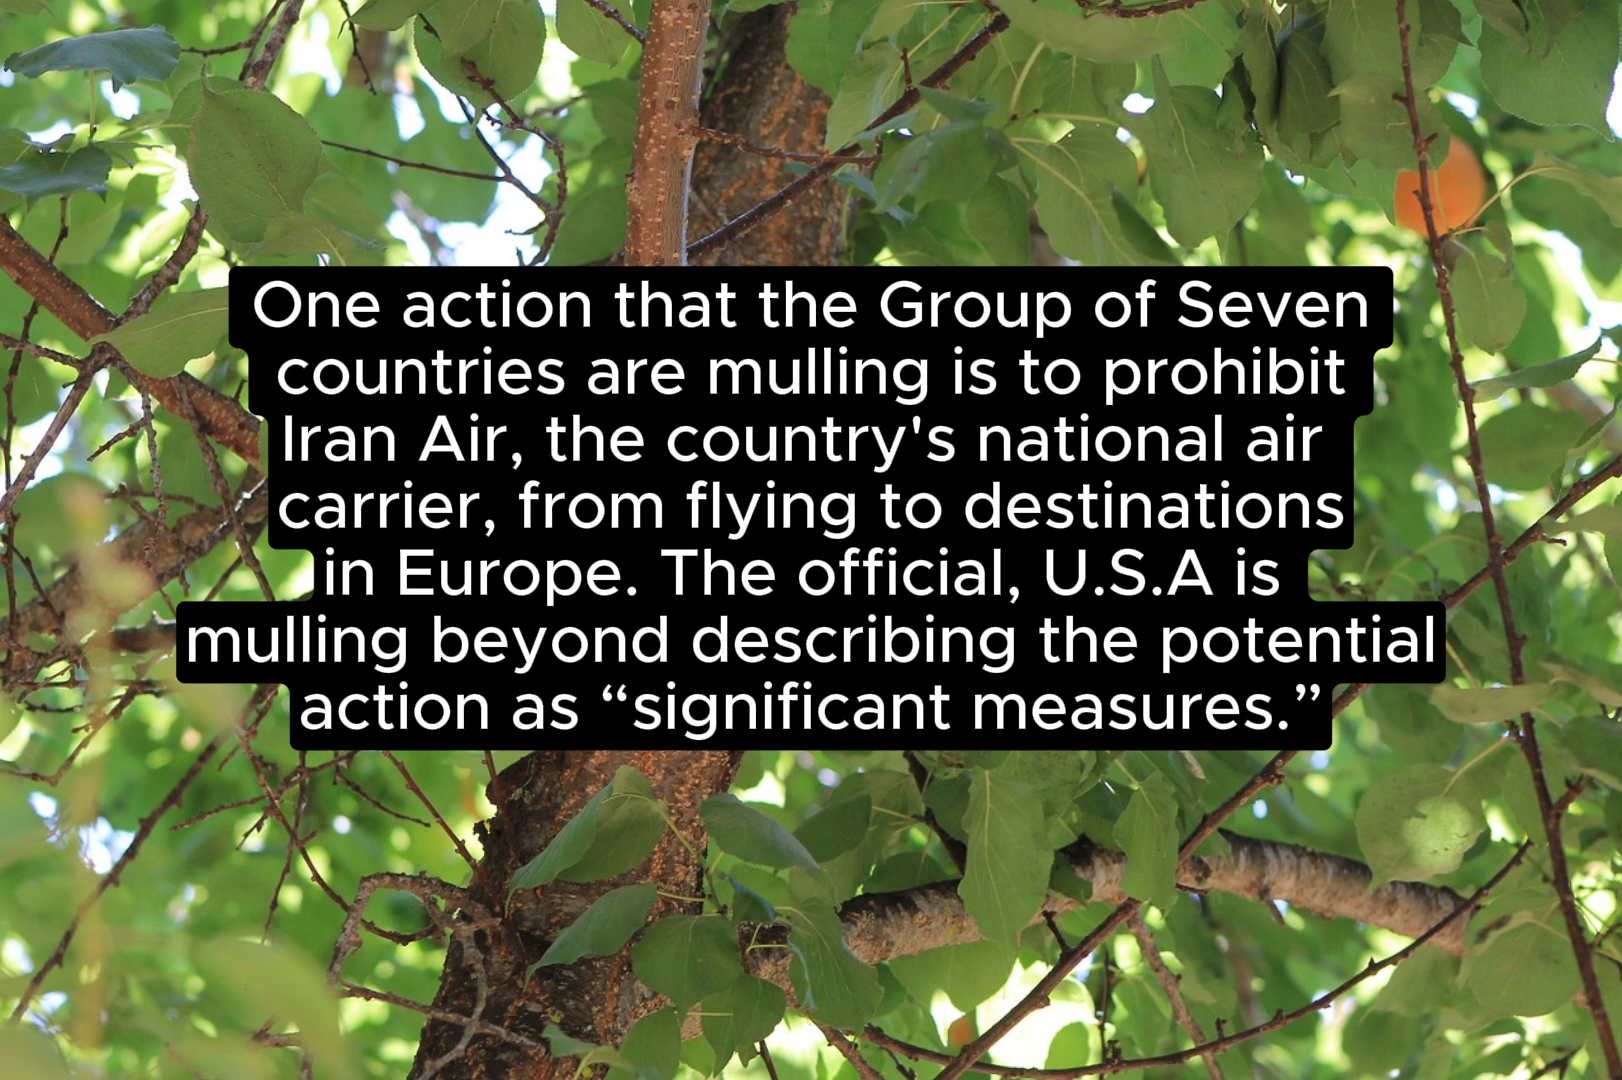 One action that the Group of Seven
countries are mulling is to prohibit
Iran Air, the country's national air
carrier, from flying to destinations
in Europe. The official, U.S.A is
mulling beyond describing the potential
action as “significant measures.”